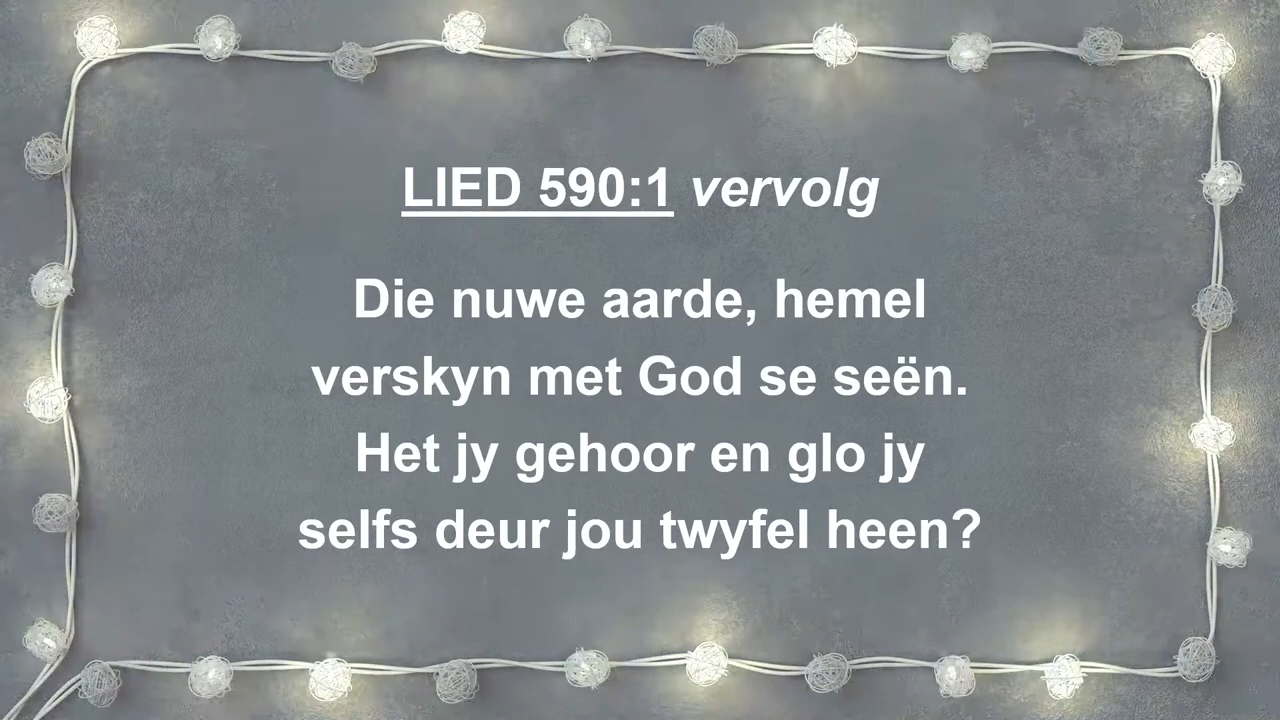 LIED 590:1 vervolg
Die nuwe aarde, hemel
verskyn met God se seën.
Het jy gehoor en glo jy
selfs deur jou twyfel heen?